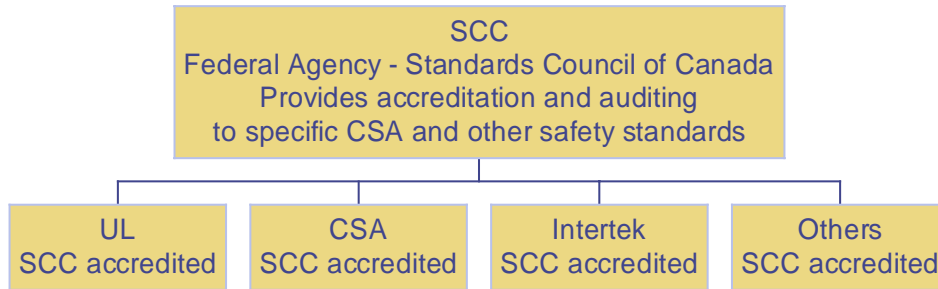 SCC
Federal Agency - Standards Council of Canada
Provides accreditation and auditing
to specific CSA and other safety standards
UL
SCC accredited
CSA
SCC accredited
Intertek
SCC accredited
Others
SCC accredited